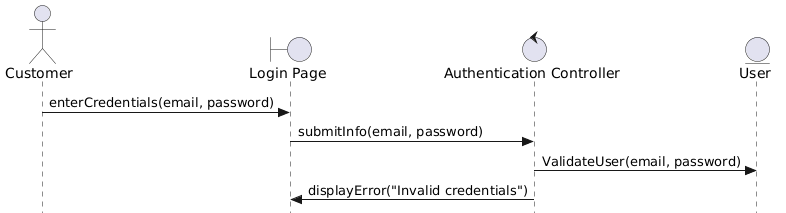 Customer
Login Page
Authentication Controller
User
enterCredentials(email, password)
submitInfo(email, password)
ValidateUser(email, password)
displayError("Invalid credentials")